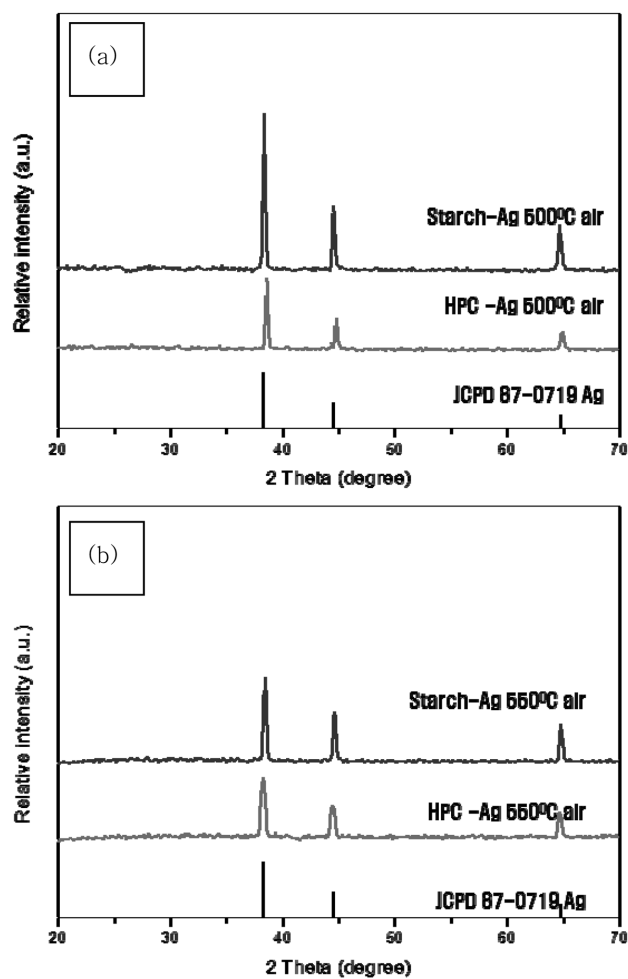 (a)
Relative intensity (a.u.)
Starch-Ag 500ºC air
HPC -Ag 500ºC air
JCPD 87-0719 Ag
20 30 40 50 60 70
2 Theta (degree)
(b)
Relative intensity (a.u.)
Starch-Ag 550ºC air
HPC -Ag 550ºC air
JCPD 87-0719 Ag
20 30 40 50 60 70
2 Theta (degree)